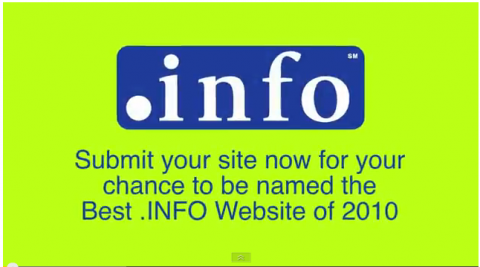 .info SM
Submit your site now for your
chance to be named the
Best .INFO Website of 2010